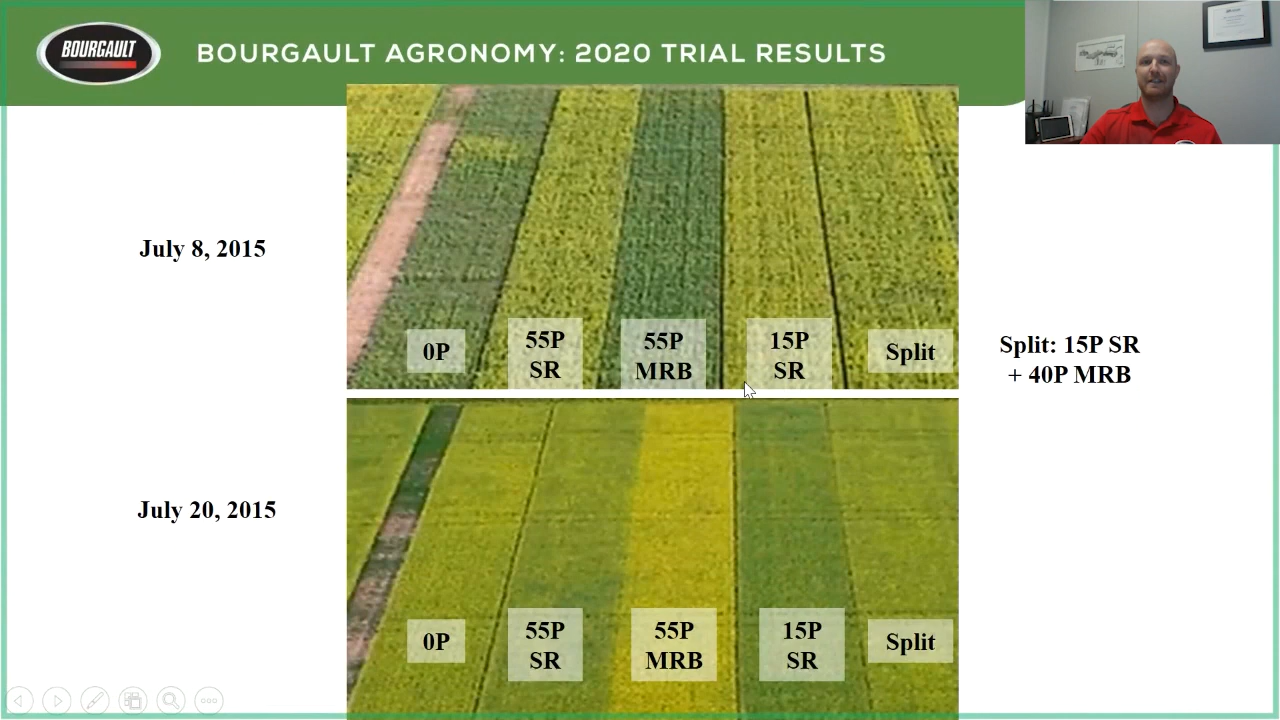 BOURGAULT
BOURGAULT AGRONOMY: 2020 TRIAL RESULTS
July 8, 2015
0P
55P
SR
55P
MRB
15P
SR
Split
Split: 15P SR
+ 40P MRB
July 20, 2015
0P
55P
SR
55P
MRB
15P
SR
Split